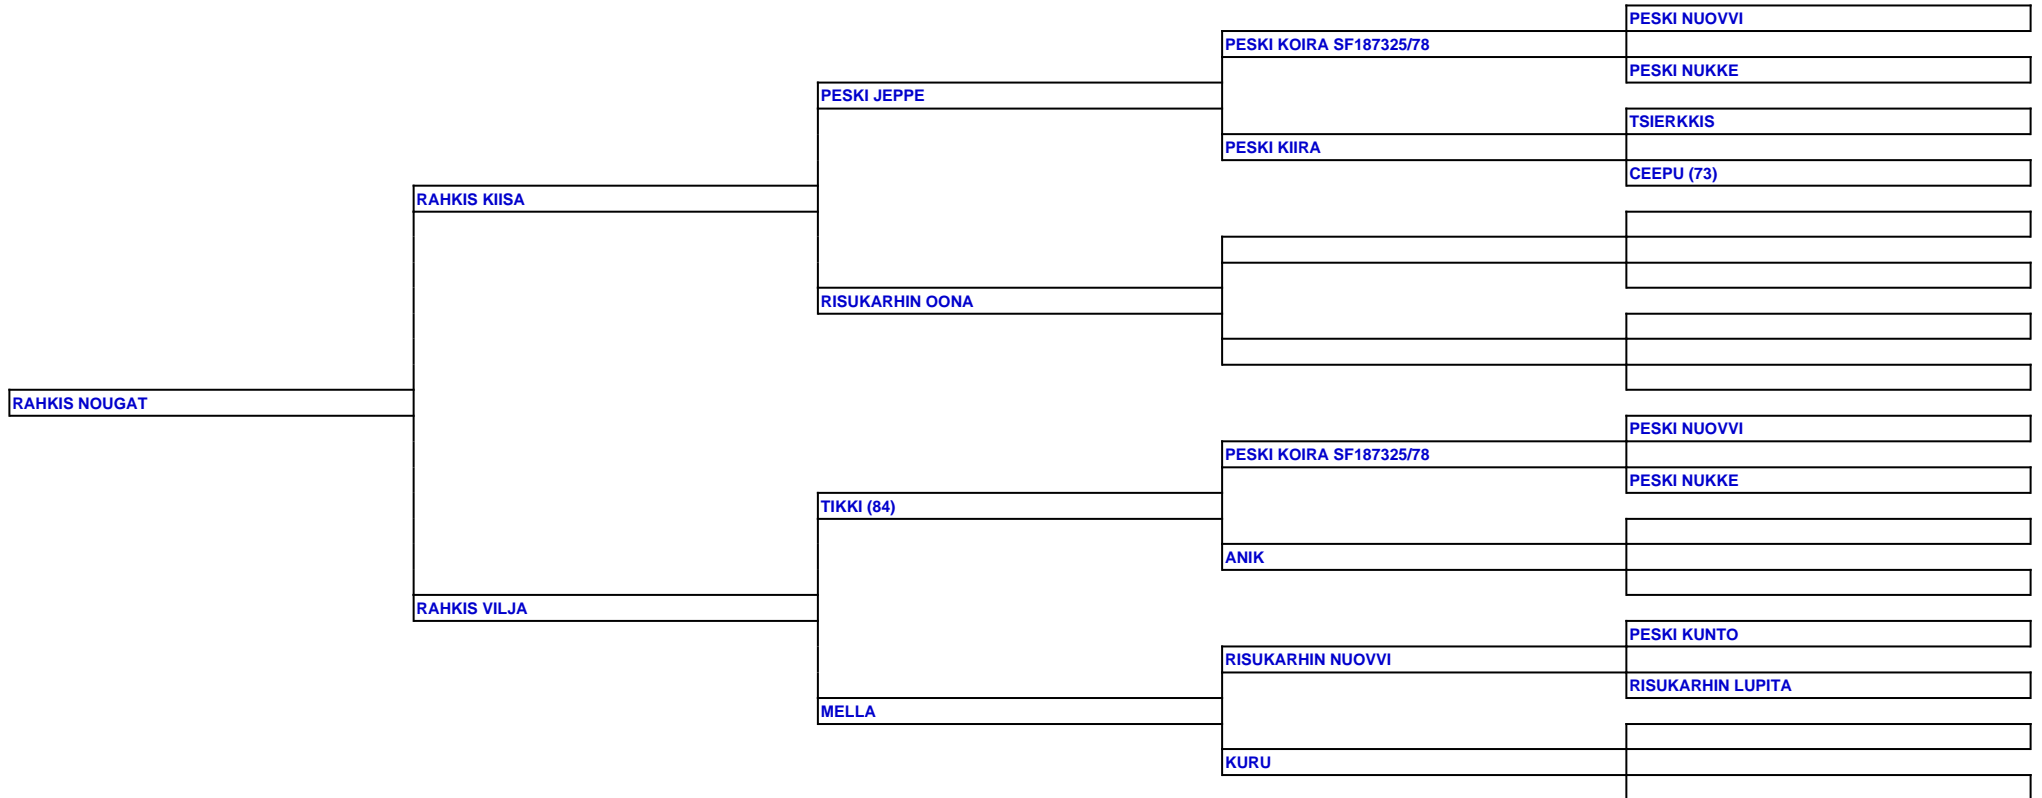 PESKI NUOVVI
PESKI KOIRA SF187325/78
PESKI NUKKE
PESKI JEPPE
TSIERKKIS
PESKI KIIRA
CEEPU (73)
RAHKIS KIISA
RISUKARHIN OONA
RAHKIS NOUGAT
PESKI NUOVVI
PESKI KOIRA SF187325/78
PESKI NUKKE
TIKKI (84)
ANIK
RAHKIS VILJA
PESKI KUNTO
RISUKARHIN NUOVVI
RISUKARHIN LUPITA
MELLA
KURU